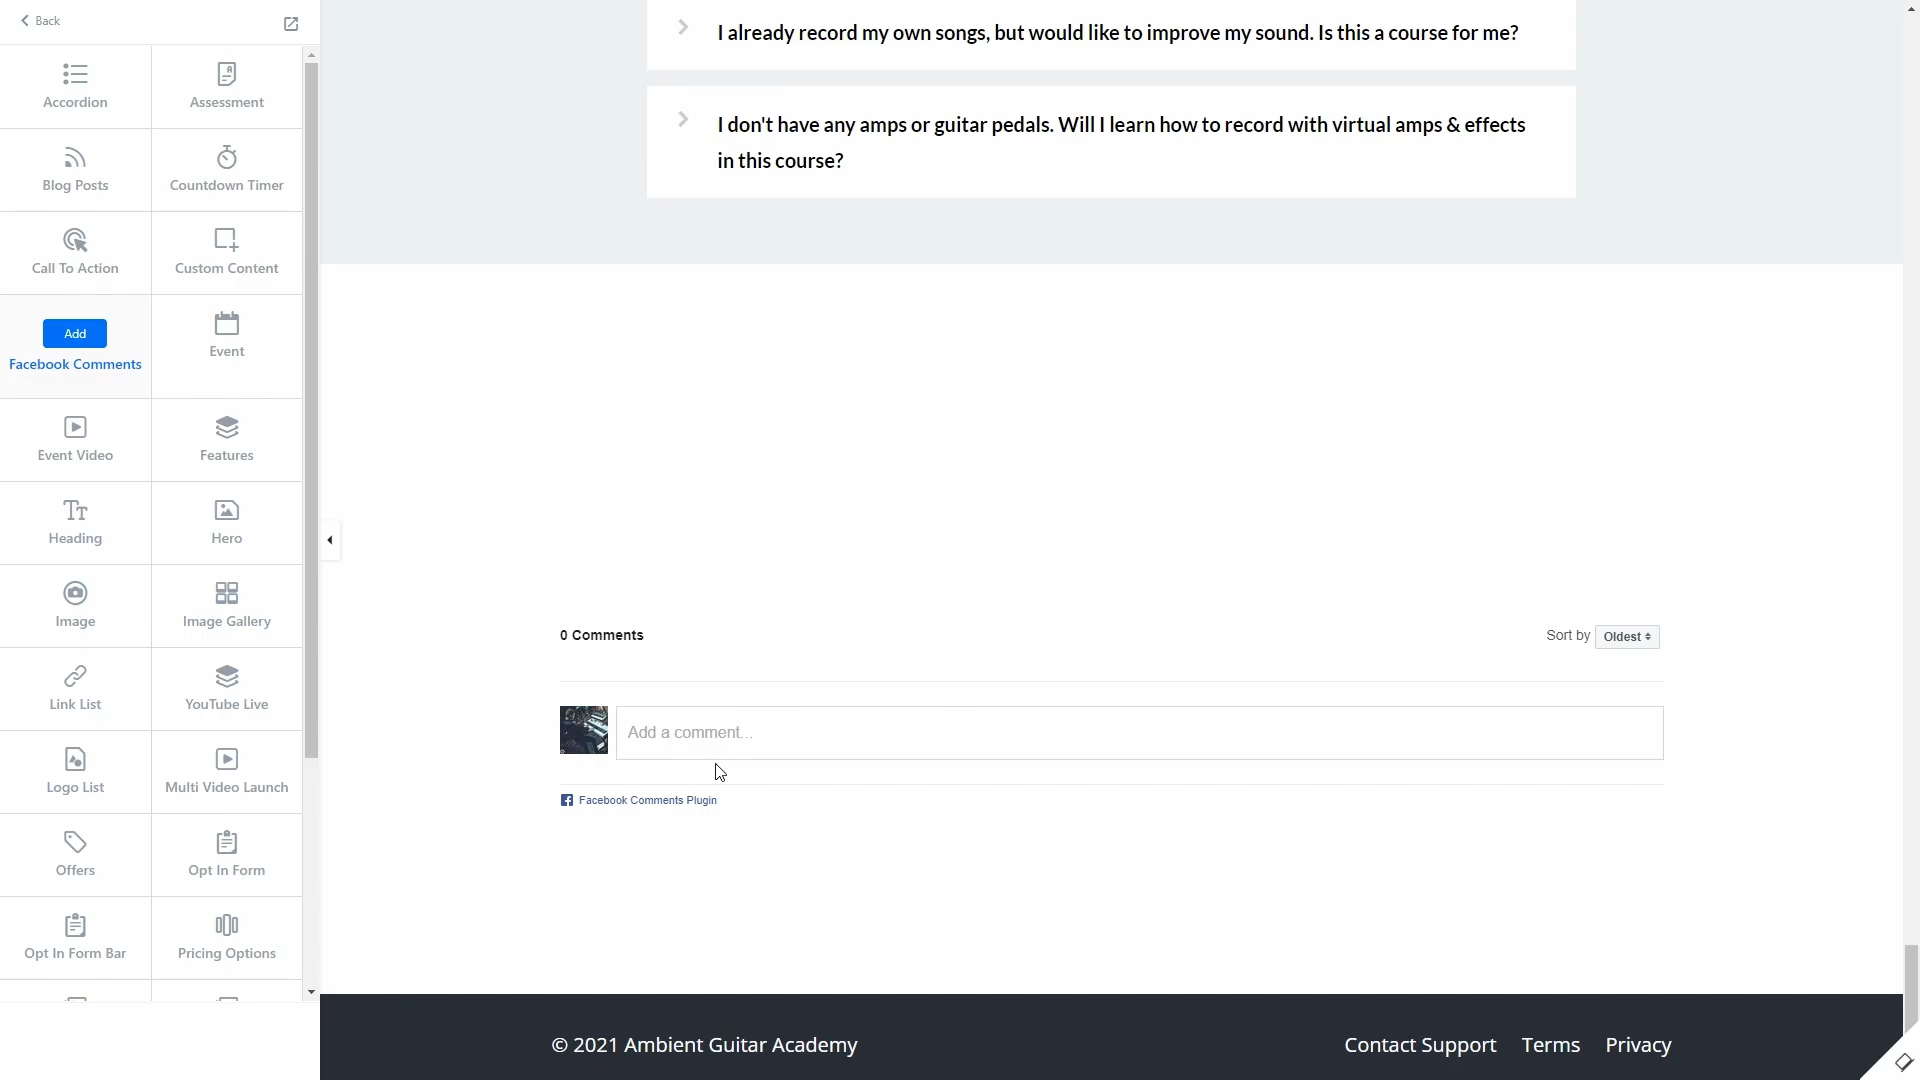 Back
Accordion
Assessment
Blog Posts
Countdown Timer
Call To Action
Custom Content
Add
Facebook Comments
Event
Event Video
Features
Heading
Hero
Image
Image Gallery
Link List
YouTube Live
Logo List
Multi Video Launch
Offers
Opt In Form
Opt In Form Bar
Pricing Options
I already record my own songs, but would like to improve my sound. Is this a course for me?
I don't have any amps or guitar pedals. Will I learn how to record with virtual amps & effects
in this course?
0 Comments
Sort by Oldest
Add a comment...
Facebook Comments Plugin
© 2021 Ambient Guitar Academy
Contact Support Terms Privacy